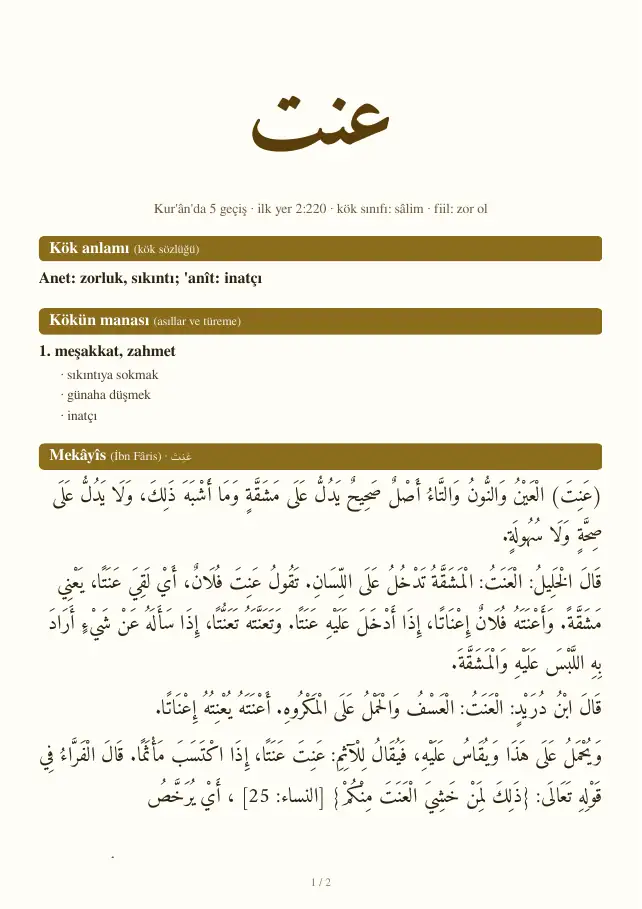 عنت
Kur'ân'da 5 geçiş · ilk yer 2:220 · kök sınıfı: sâlim · fiil: zor ol
Kök anlamı (kök sözlüğü)
Anet: zorluk, sıkıntı; 'anît: inatçı
Kökün manası (asıllar ve türeme)
1. meşakkat, zahmet
· sıkıntıya sokmak
· günaha düşmek
· inatçı
Mekâyîs (İbn Fâris) · عَنِتَ
(عَنِتَ) الْعَيْنُ وَالنُّونُ وَالتَّاءُ أَصْلٌ صَحِيحٌ يَدُلُّ عَلَى مَشَقَّةٍ وَمَا أَشْبَهَ ذَلِكَ، وَلَا يَدُلُّ عَلَى
صِحَّةٍ وَلَا سُهُولَةٍ.
قَالَ الْخَلِيلُ: الْعَنَتُ: الْمَشَقَّةُ تَدْخُلُ عَلَى اللِّسَانِ. تَقُولُ عَنِتَ فُلَانٌ، أَيْ لَقِيَ عَنَتًا، يَعْنِي
مَشَقَّةً. وَأَعْنَتَهُ فُلَانٌ إِعْنَاتًا، إِذَا أَدْخَلَ عَلَيْهِ عَنَتًا. وَتَعَنَّتَهُ تَعَنُّتًا، إِذَا سَأَلَهُ عَنْ شَيْءٍ أَرَادَ
بِهِ اللَّبْسَ عَلَيْهِ وَالْمَشَقَّةَ.
قَالَ ابْنُ دُرَيْدٍ: الْعَنَتُ: الْعَسْفُ وَالْحَمْلُ عَلَى الْمَكْرُوهِ. أَعْنَتَهُ يُعْنِتُهُ إِعْنَاتًا.
وَيُحْمَلُ عَلَى هَذَا وَيُقَاسُ عَلَيْهِ، فَيُقَالُ لِلْآثِمِ: عَنِتَ عَنَتًا، إِذَا اكْتَسَبَ مَأْثَمًا. قَالَ الْفَرَّاءُ فِي
قَوْلِهِ تَعَالَى: {ذَلِكَ لِمَنْ خَشِيَ الْعَنَتَ مِنْكُمْ} [النساء: 25] ، أَيْ يُرَخَّصُ
1 / 2